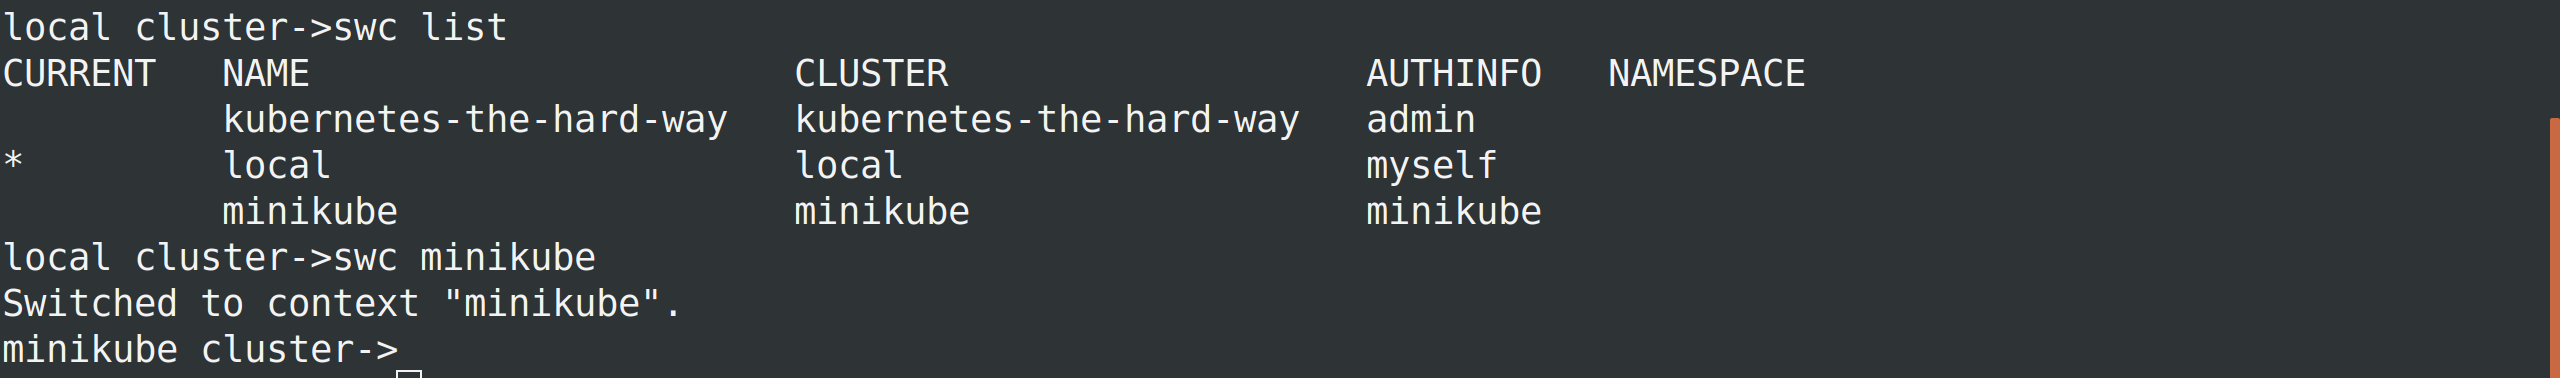 local cluster->swc list
CURRENT   NAME                      CLUSTER                   AUTHINFO   NAMESPACE
          kubernetes-the-hard-way   kubernetes-the-hard-way   admin
*         local                     local                     myself
          minikube                  minikube                  minikube
local cluster->swc minikube
Switched to context "minikube".
minikube cluster->